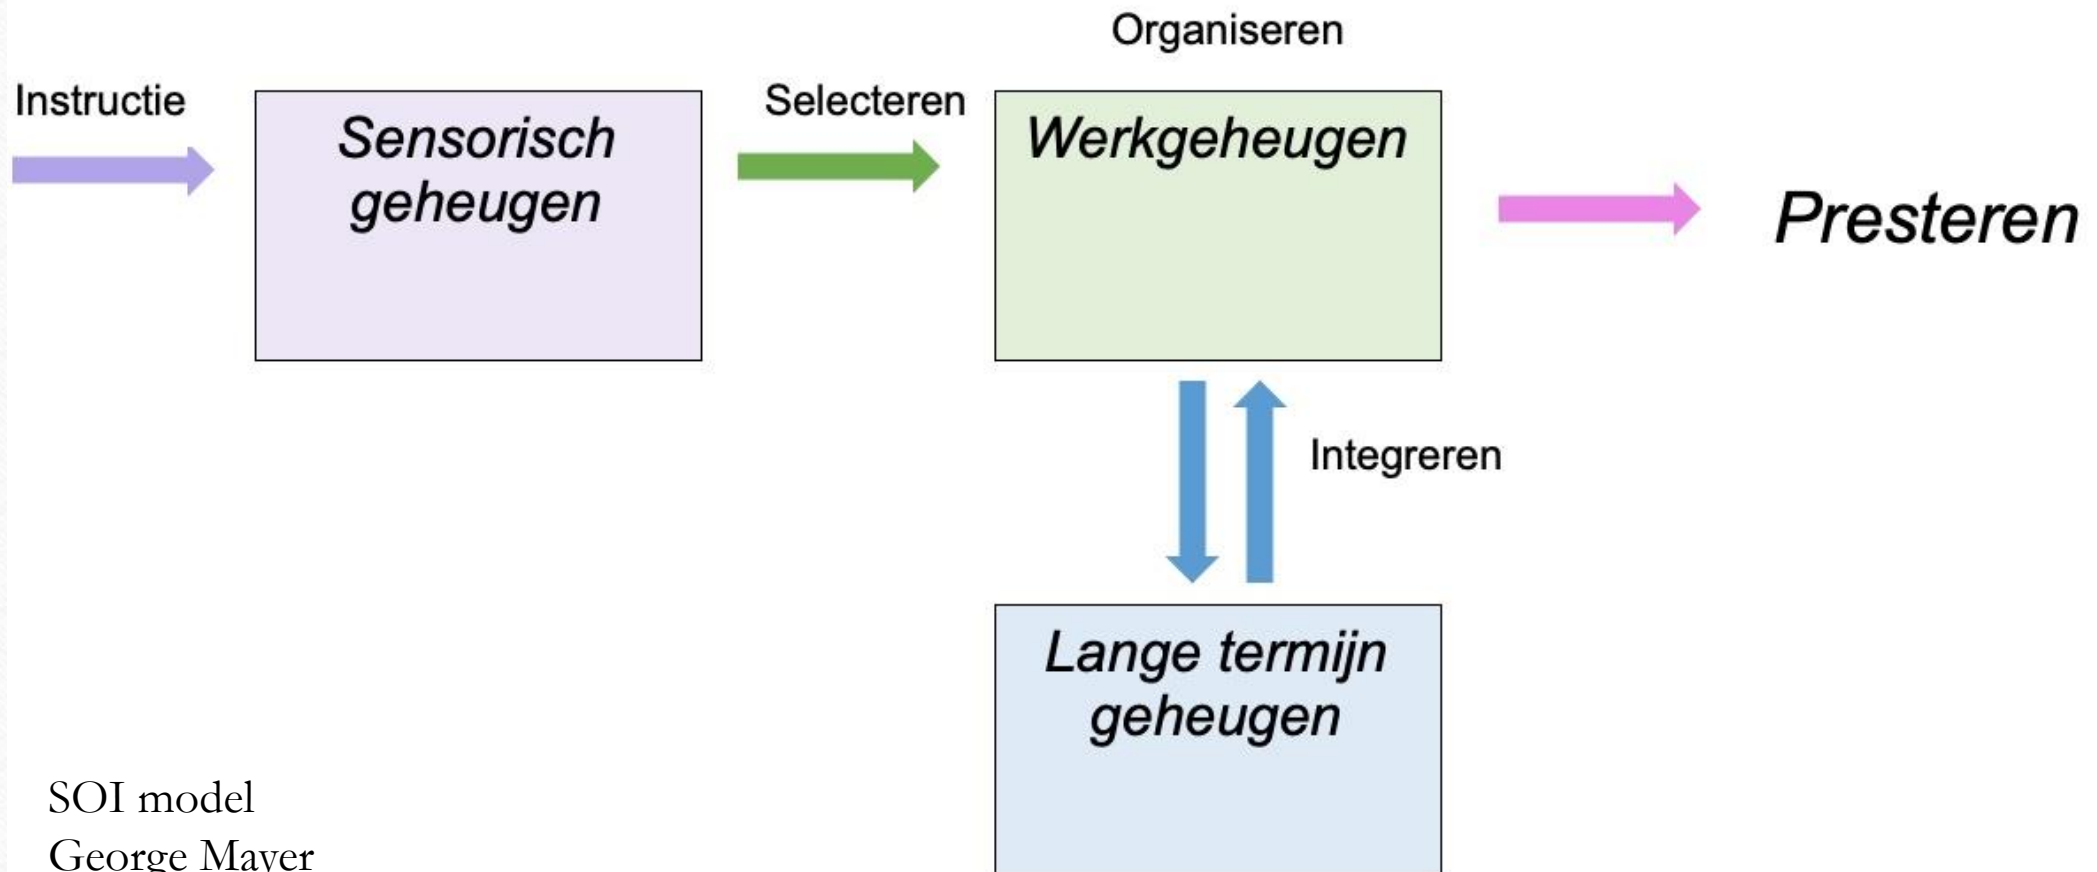 Organiseren
Instructie
Selecteren
Sensorisch
geheugen
Werkgeheugen
Presteren
Integreren
Lange termijn
geheugen
SOI model
George Mayer